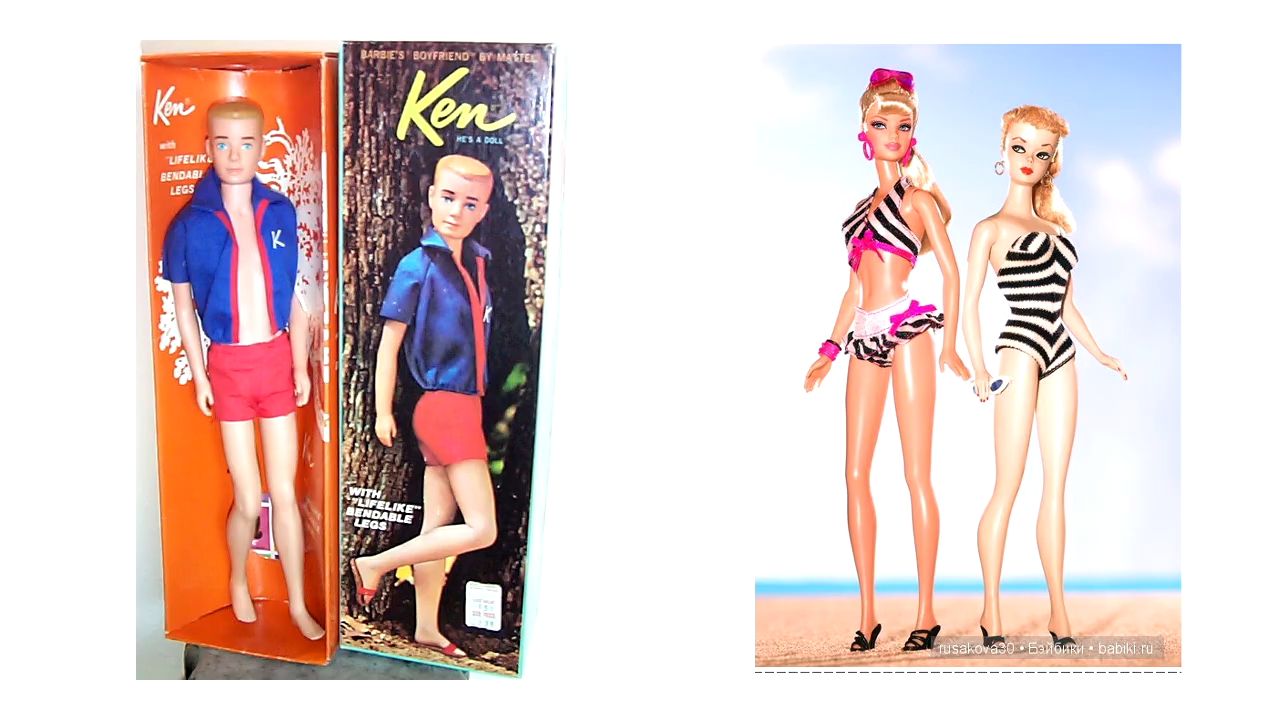 Ken
with
"LIFELIKE
BENDABL
LEGS
K
BARBIE'S BOYFRIEND BY MATTEL
Ken
HE'S A DOLL
K
WITH
"LIFELIKE"
BENDABLE
LEGS
rusakova30 • Бэйбики • babiki.ru